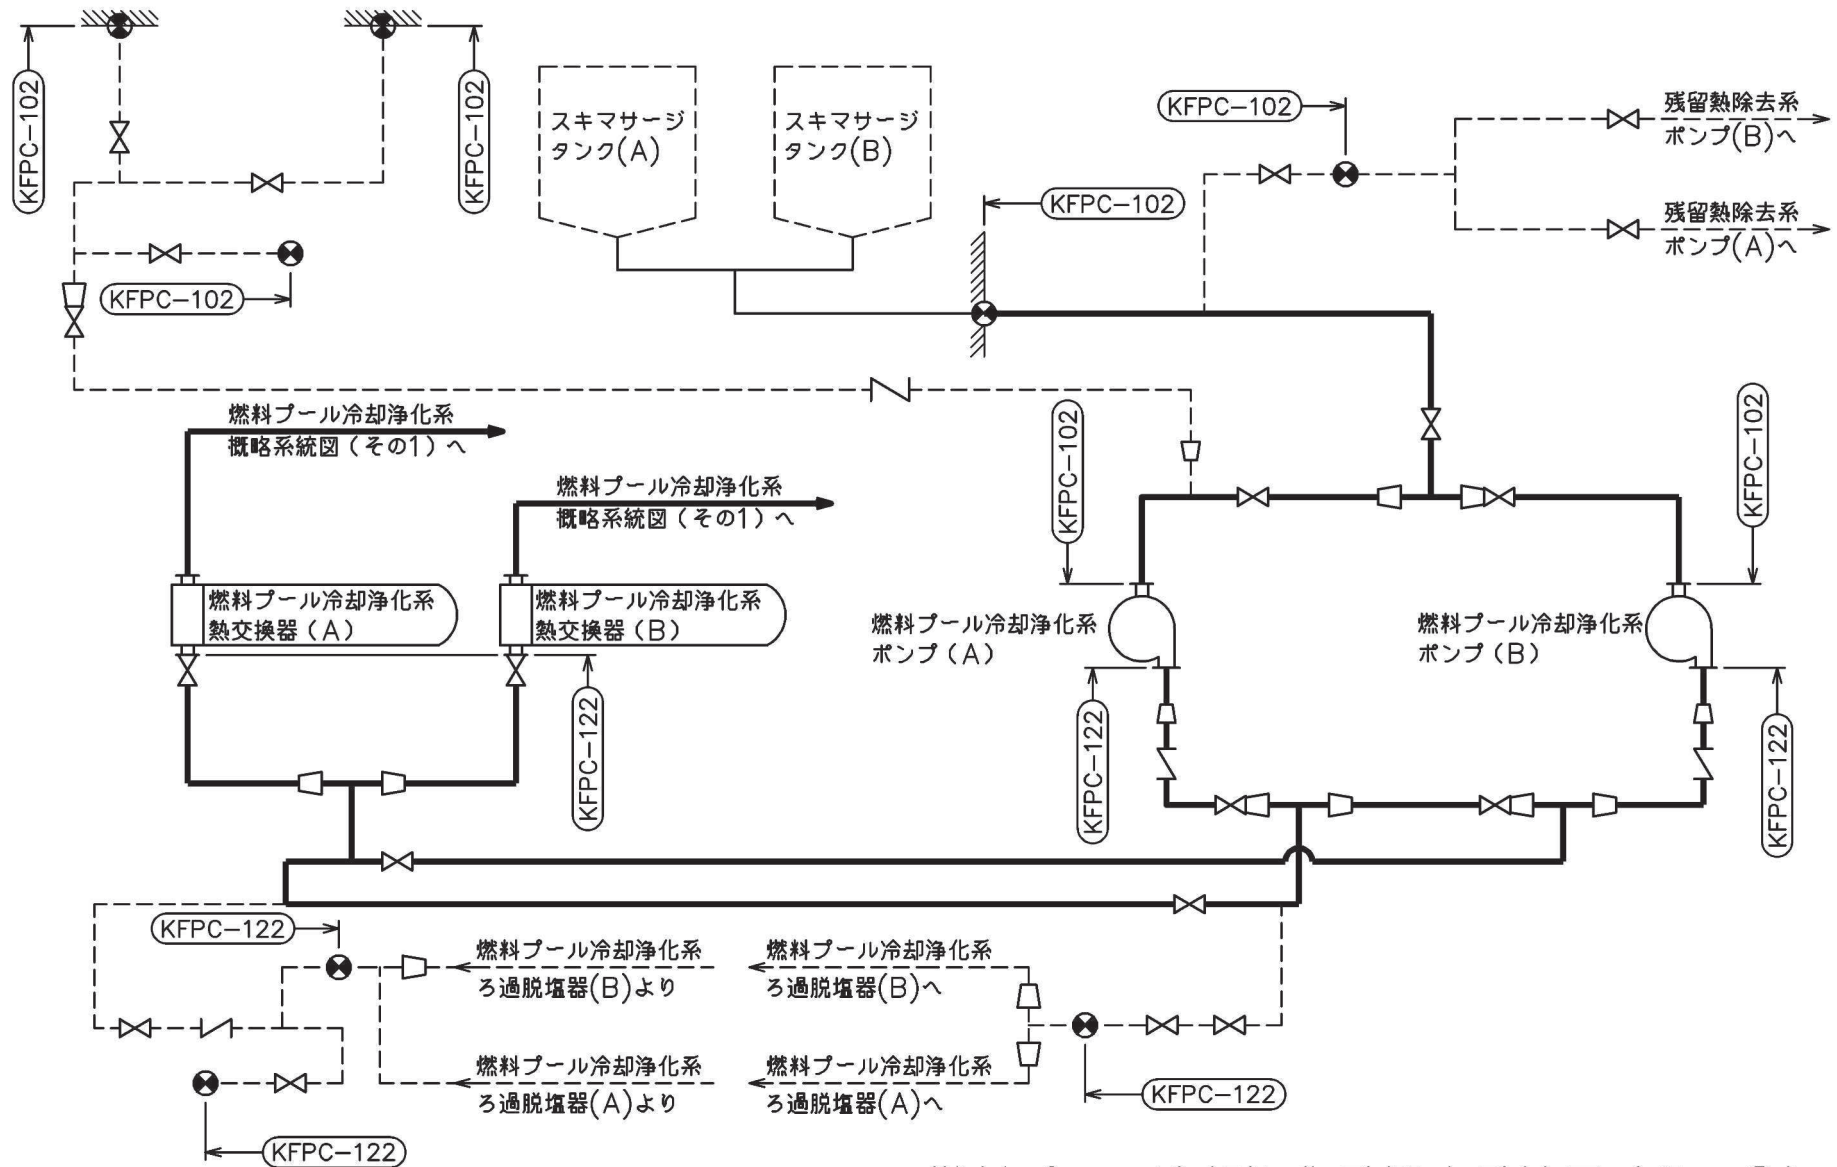 KFPC-102
KFPC-102
スキマサージ
タンク(A)
スキマサージ
タンク(B)
KFPC-102
残留熱除去系
ポンプ(B)へ
KFPC-102
残留熱除去系
ポンプ(A)へ
KFPC-102
燃料プール冷却浄化系
概略系統図(その1)へ
燃料プール冷却浄化系
概略系統図(その1)へ
KFPC-102
KFPC-102
燃料プール冷却浄化系
熱交換器(A)
燃料プール冷却浄化系
熱交換器(B)
燃料プール冷却浄化系
ポンプ(A)
燃料プール冷却浄化系
ポンプ(B)
KFPC-122
KFPC-122
KFPC-122
KFPC-122
燃料プール冷却浄化系
ろ過脱塩器(B)より
燃料プール冷却浄化系
ろ過脱塩器(B)へ
燃料プール冷却浄化系
ろ過脱塩器(A)より
燃料プール冷却浄化系
ろ過脱塩器(A)へ
KFPC-122
KFPC-122